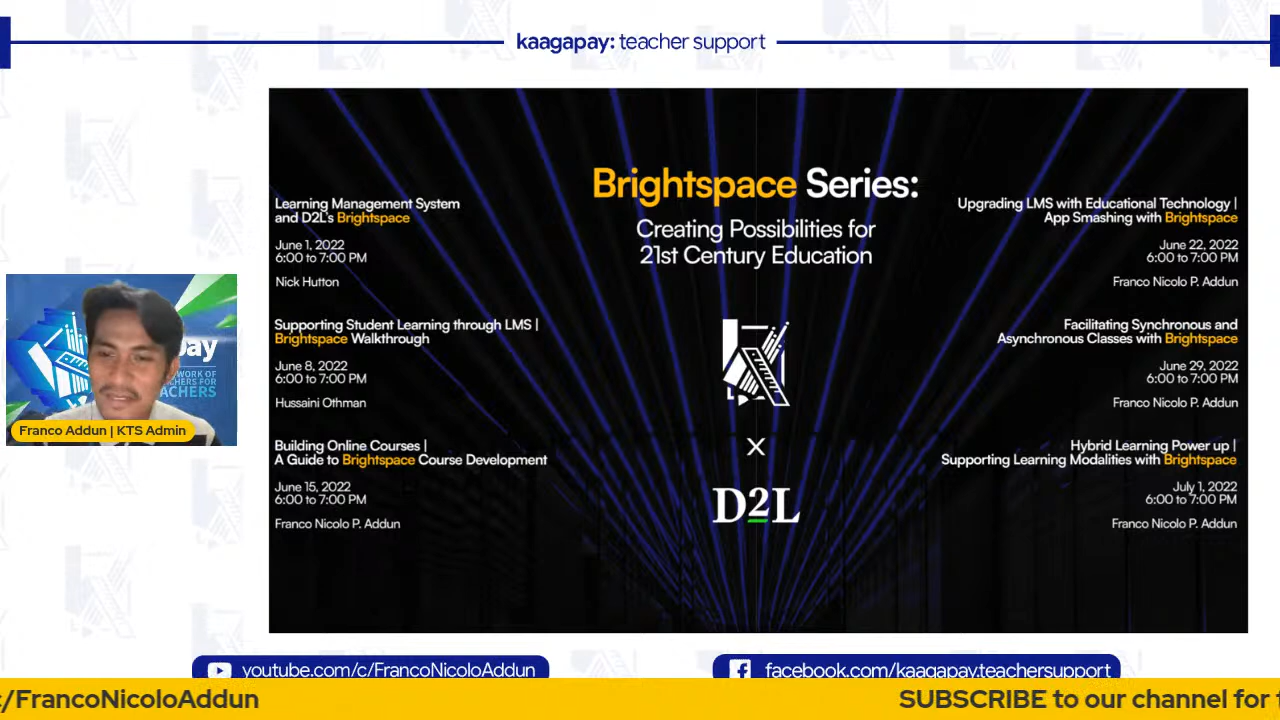 kaagapay: teacher support
Brightspace Series:
Creating Possibilities for
21st Century Education
Learning Management System
and D2L's Brightspace
June 1, 2022
6:00 to 7:00 PM
Nick Hutton
Supporting Student Learning through LMS |
Brightspace Walkthrough
June 8, 2022
6:00 to 7:00 PM
Hussaini Othman
Building Online Courses |
A Guide to Brightspace Course Development
June 15, 2022
6:00 to 7:00 PM
Franco Nicolo P. Addun
X
D2L
Upgrading LMS with Educational Technology |
App Smashing with Brightspace
June 22, 2022
6:00 to 7:00 PM
Franco Nicolo P. Addun
Facilitating Synchronous and
Asynchronous Classes with Brightspace
June 29, 2022
6:00 to 7:00 PM
Franco Nicolo P. Addun
Hybrid Learning Power up |
Supporting Learning Modalities with Brightspace
July 1, 2022
6:00 to 7:00 PM
Franco Nicolo P. Addun
pay
WORK OF
CHERS FOR
ACHERS
Franco Addun | KTS Admin
youtube.com/c/FrancoNicoloAddun
facebook.com/kaagapay.teachersupport
c/FrancoNicoloAddun
SUBSCRIBE to our channel for